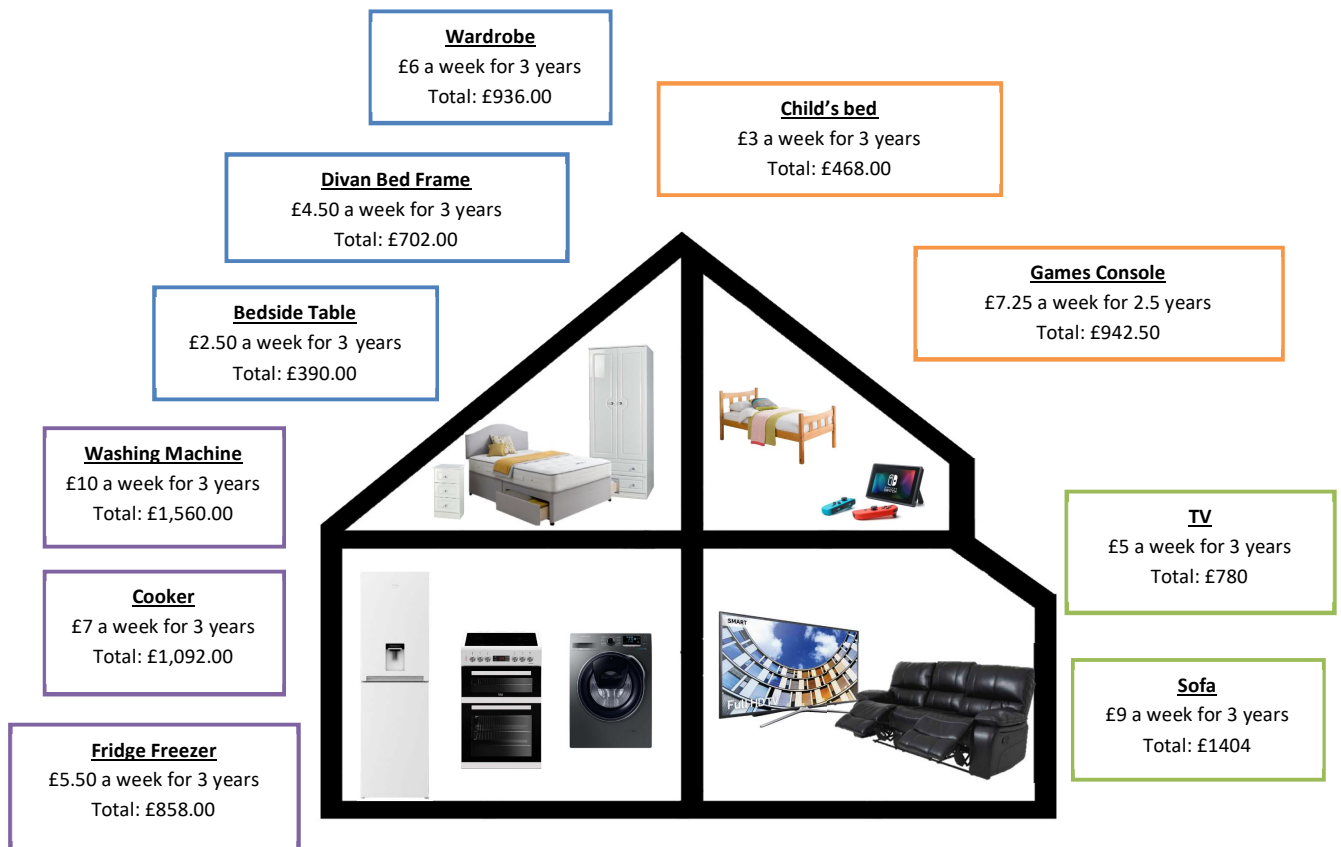 Wardrobe
£6 a week for 3 years
Total: £936.00
Child’s bed
£3 a week for 3 years
Total: £468.00
Divan Bed Frame
£4.50 a week for 3 years
Total: £702.00
Games Console
£7.25 a week for 2.5 years
Total: £942.50
Bedside Table
£2.50 a week for 3 years
Total: £390.00
Washing Machine
£10 a week for 3 years
Total: £1,560.00
TV
£5 a week for 3 years
Total: £780
Cooker
£7 a week for 3 years
Total: £1,092.00
Sofa
£9 a week for 3 years
Total: £1404
Fridge Freezer
£5.50 a week for 3 years
Total: £858.00
SMART
Full HD TV